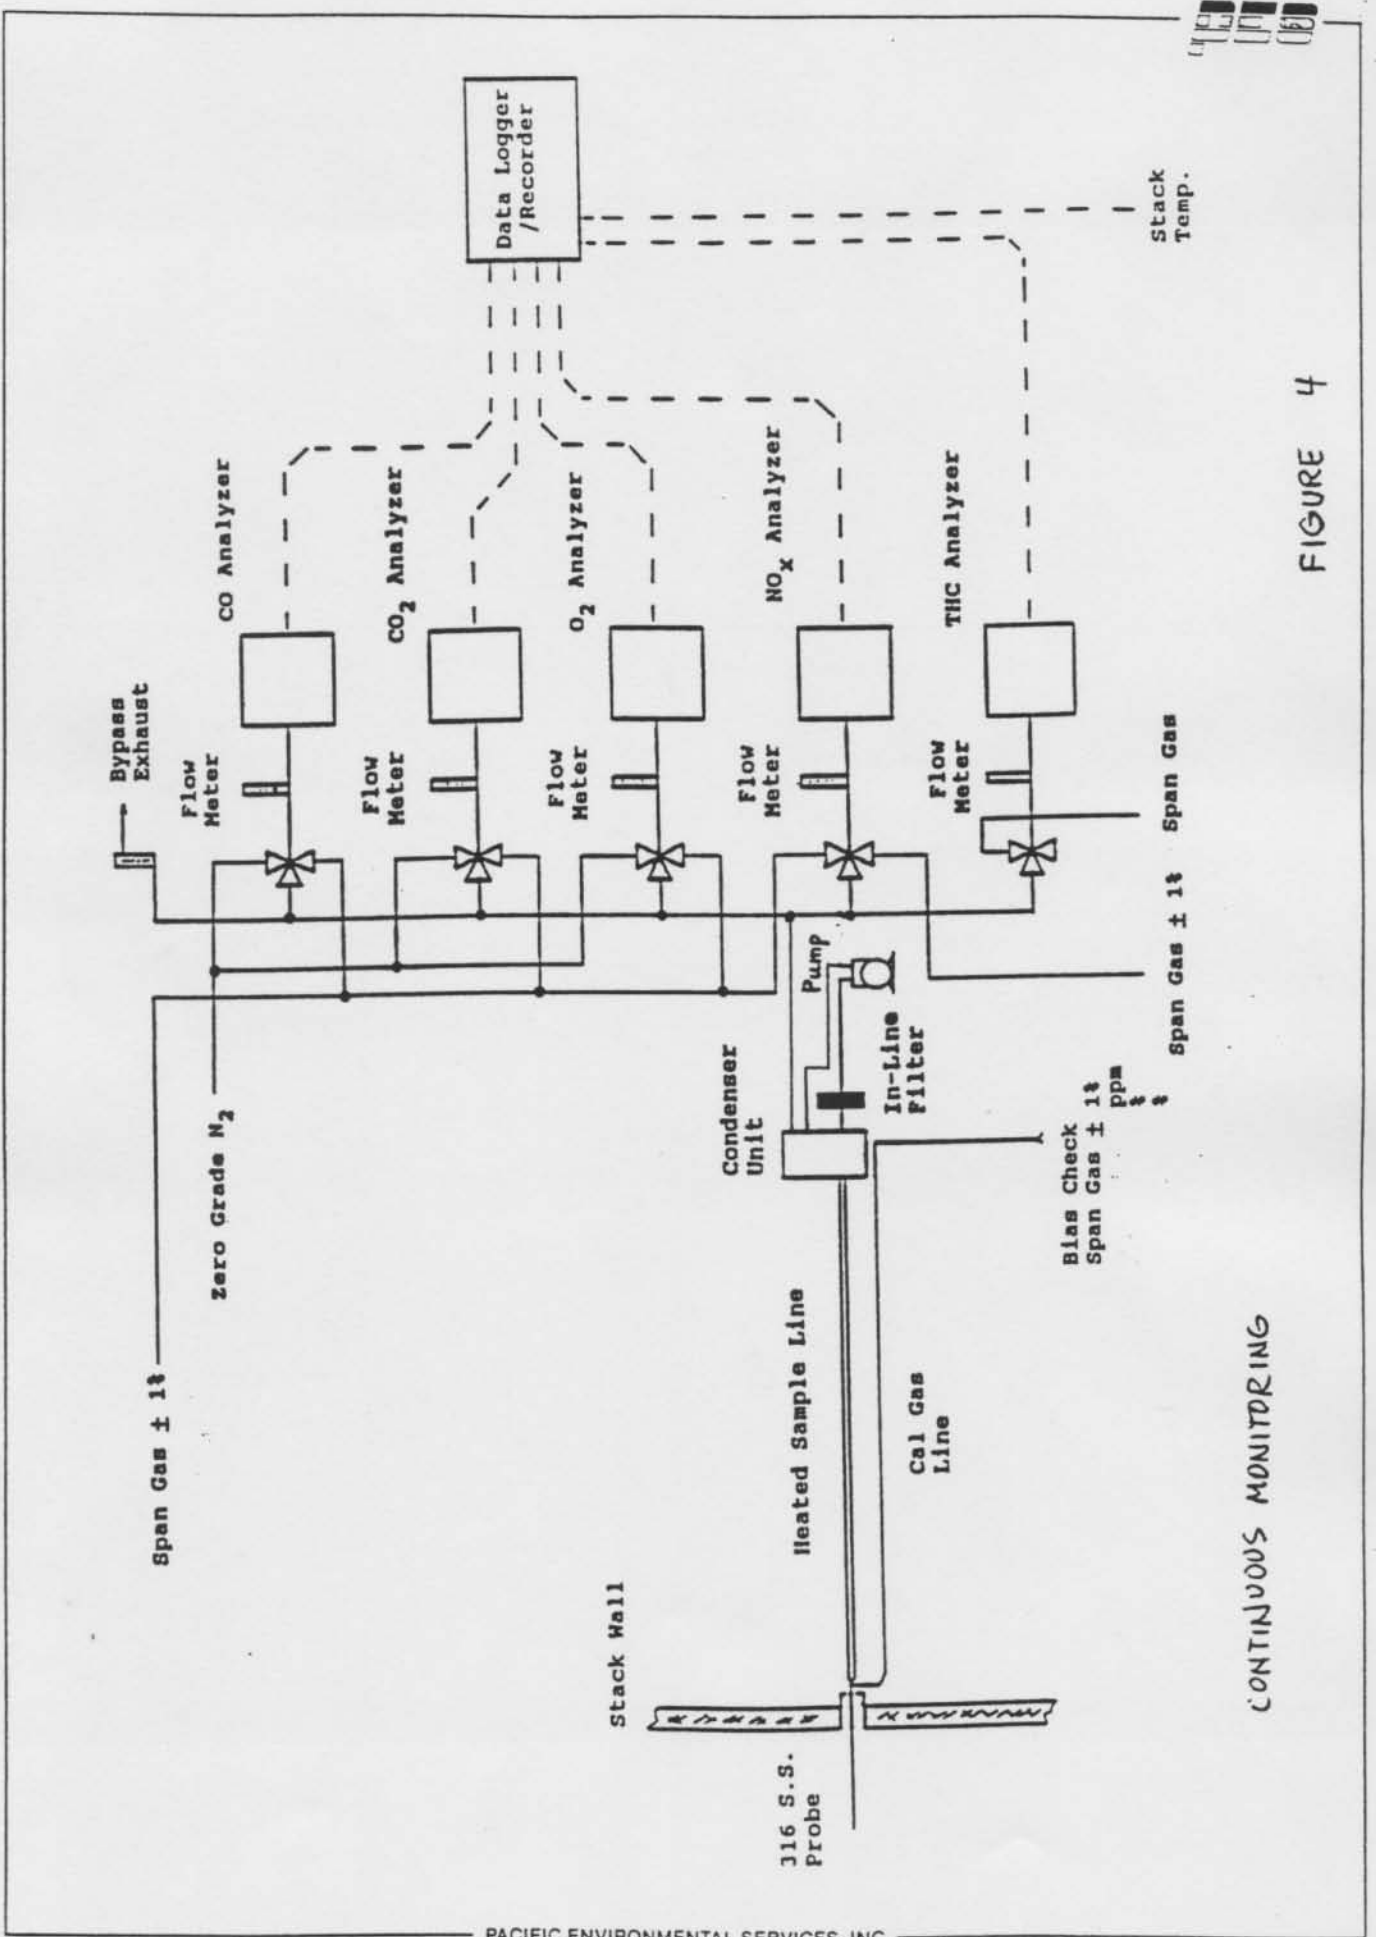 Data Logger
/Recorder
Stack
Temp.
CO Analyzer
CO2 Analyzer
O2 Analyzer
NOX Analyzer
THC Analyzer
FIGURE 4
Bypass
Exhaust
Flow
Meter
Flow
Meter
Flow
Meter
Flow
Meter
Flow
Meter
Span Gas
Span Gas ± 1%
Pump
In-Line
Filter
Condenser
Unit
Bias Check
Span Gas ± 1%
ppm
%
%
Zero Grade N2
Span Gas ± 1%
Heated Sample Line
Cal Gas
Line
Stack Wall
316 S.S.
Probe
CONTINUOUS MONITORING
PACIFIC ENVIRONMENTAL SERVICES, INC.